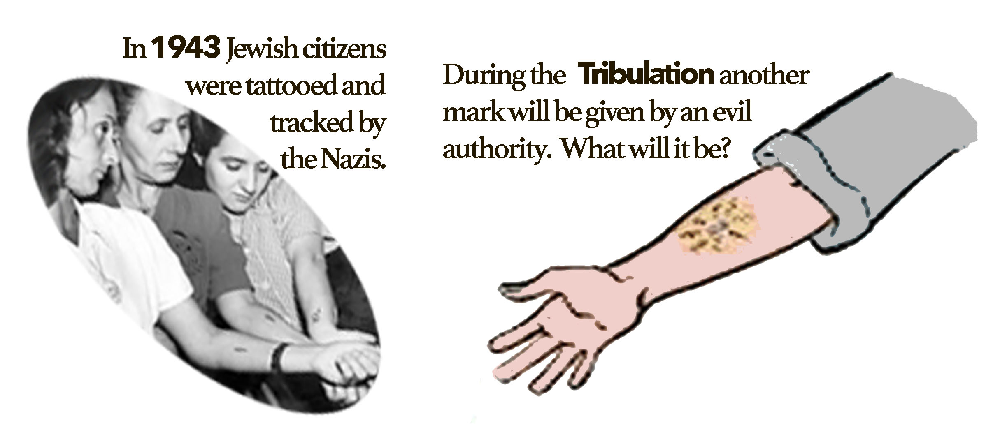 In 1943 Jewish citizens
were tattooed and
tracked by
the Nazis.
During the Tribulation another
mark will be given by an evil
authority. What will it be?